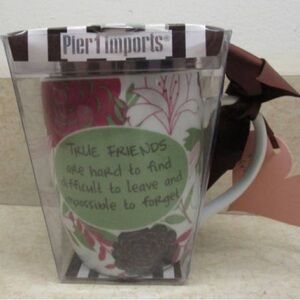 Pier 1 imports®
TRUE FRIENDS
are hard to find
difficult to leave and
impossible to forget